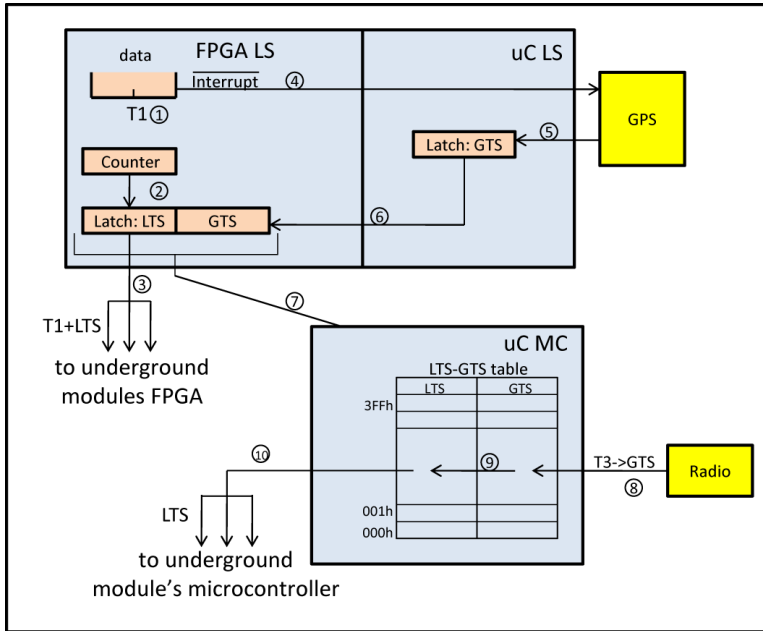 FPGA LS
uC LS
data
Interrupt
④
T1①
GPS
⑤
Latch: GTS
Counter
②
Latch: LTS
GTS
⑥
③
T1+LTS
to underground
modules FPGA
⑦
uC MC
LTS-GTS table
LTS
GTS
3FFh
⑩
⑨
T3->GTS
⑧
Radio
LTS
001h
000h
to underground
module's microcontroller